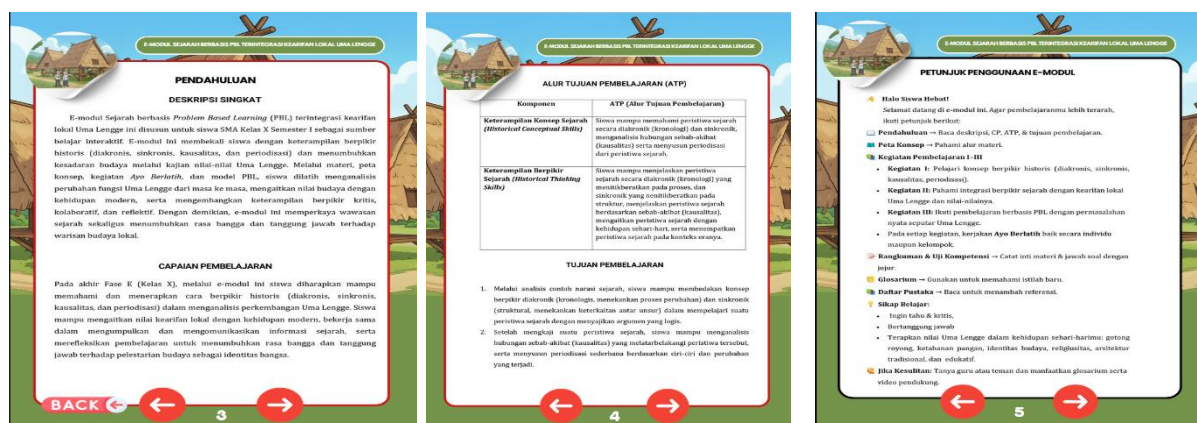 E-MODUL SEJARAH BERBASIS PBL TERINTEGRASI KEARIFAN LOKAL UMA LENGGE
PENDAHULUAN
DESKRIPSI SINGKAT
E-modul Sejarah berbasis Problem Based Learning (PBL) terintegrasi kearifan
lokal Uma Lengge ini disusun untuk siswa SMA Kelas X Semester 1 sebagai sumber
belajar interaktif. E-modul ini membekali siswa dengan keterampilan berpikir
historis (diakronis, sinkronis, kausalitas, dan periodisasi) dan menumbuhkan
kesadaran budaya melalui kajian nilai-nilai Uma Lengge. Melalui materi, peta
konsep, kegiatan Ayo Berlatih, dan model PBL, siswa dilatih menganalisis
perubahan fungsi Uma Lengge dari masa ke masa, mengaitkan nilai budaya dengan
kehidupan modern, serta mengembangkan keterampilan berpikir kritis,
kolaboratif, dan reflektif. Dengan demikian, e-modul ini memperkaya wawasan
sejarah sekaligus menumbuhkan rasa bangga dan tanggung jawab terhadap
warisan budaya lokal.
CAPAIAN PEMBELAJARAN
Pada akhir Fase E (Kelas X), melalui e-modul ini siswa diharapkan mampu
memahami dan menerapkan cara berpikir historis (diakronis, sinkronis,
kausalitas, dan periodisasi) dalam menganalisis perkembangan Uma Lengge. Siswa
mampu mengaitkan nilai kearifan lokal dengan kehidupan modern, bekerja sama
dalam mengumpulkan dan mengomunikasikan informasi sejarah, serta
merefleksikan pembelajaran untuk menumbuhkan rasa bangga dan tanggung
jawab terhadap pelestarian budaya sebagai identitas bangsa.
BACK
3
E-MODUL SEJARAH BERBASIS PBL TERINTEGRASI KEARIFAN LOKAL UMA LENGGE
ALUR TUJUAN PEMBELAJARAN (ATP)
Komponen
ATP (Alur Tujuan Pembelajaran)
Keterampilan Konsep Sejarah
(Historical Conceptual Skills)
Siswa mampu memahami peristiwa sejarah
secara diakronik (kronologi) dan sinkronik,
menganalisis hubungan sebab-akibat
(kausalitas) serta menyusun periodisasi
dari peristiwa sejarah.
Keterampilan Berpikir
Sejarah (Historical Thinking
Skills)
Siswa mampu menjelaskan peristiwa
sejarah secara diakronik (kronologi) yang
menitikberatkan pada proses, dan
sinkronik yang menitikberatkan pada
struktur, menjelaskan peristiwa sejarah
berdasarkan sebab-akibat (kausalitas),
mengaitkan peristiwa sejarah dengan
kehidupan sehari-hari, serta menempatkan
peristiwa sejarah pada konteks eranya.
TUJUAN PEMBELAJARAN
1. Melalui analisis contoh narasi sejarah, siswa mampu membedakan konsep
berpikir diakronik (kronologis, menekankan proses perubahan) dan sinkronik
(struktural, menekankan keterkaitan antar unsur) dalam mempelajari suatu
peristiwa sejarah dengan menyajikan argumen yang logis.
2. Setelah mengkaji suatu peristiwa sejarah, siswa mampu menganalisis
hubungan sebab-akibat (kausalitas) yang melatarbelakangi peristiwa tersebut,
serta menyusun periodisasi sederhana berdasarkan ciri-ciri dan perubahan
yang terjadi.
4
E-MODUL SEJARAH BERBASIS PBL TERINTEGRASI KEARIFAN LOKAL UMA LENGGE
PETUNJUK PENGGUNAAN E-MODUL
Halo Siswa Hebat!
Selamat datang di e-modul ini. Agar pembelajaranmu lebih terarah,
ikuti petunjuk berikut:
Pendahuluan → Baca deskripsi, CP, ATP, & tujuan pembelajaran.
Peta Konsep → Pahami alur materi.
Kegiatan Pembelajaran I–III
• Kegiatan I: Pelajari konsep berpikir historis (diakronis, sinkronis,
kausalitas, periodisasi).
• Kegiatan II: Pahami integrasi berpikir sejarah dengan kearifan lokal
Uma Lengge dan nilai-nilainya.
• Kegiatan III: Ikuti pembelajaran berbasis PBL dengan permasalahan
nyata seputar Uma Lengge.
• Pada setiap kegiatan, kerjakan Ayo Berlatih baik secara individu
maupun kelompok.
Rangkuman & Uji Kompetensi → Catat inti materi & jawab soal dengan
jujur.
Glosarium → Gunakan untuk memahami istilah baru.
Daftar Pustaka → Baca untuk menambah referensi.
Sikap Belajar:
• Ingin tahu & kritis,
• Bertanggung jawab
• Terapkan nilai Uma Lengge dalam kehidupan sehari-harimu: gotong
royong, ketahanan pangan, identitas budaya, religiusitas, arsitektur
tradisional, dan edukatif.
Jika Kesulitan: Tanya guru atau teman dan manfaatkan glosarium serta
video pendukung.
5